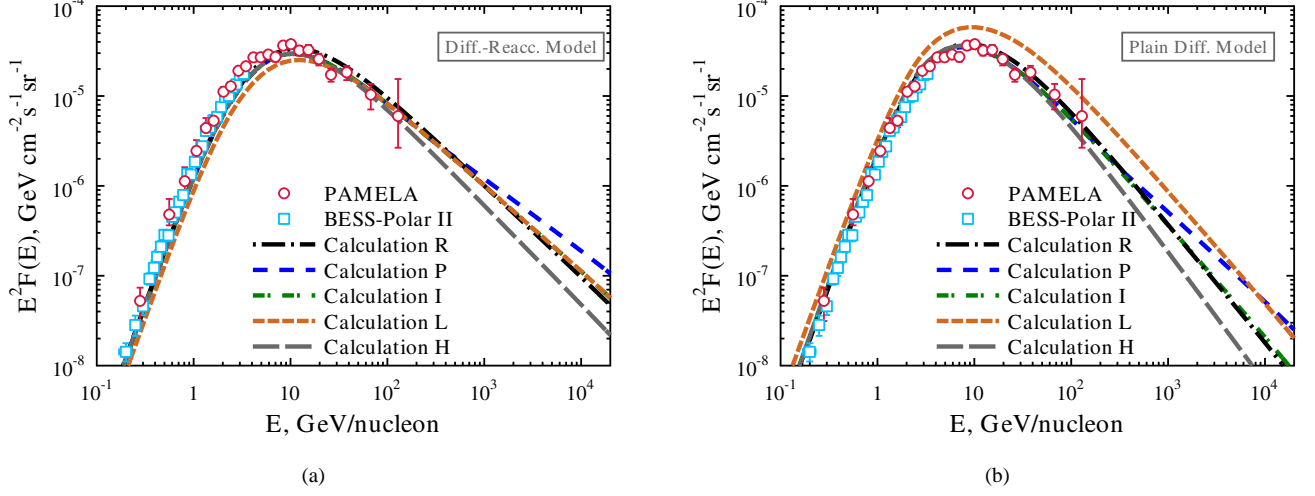 10^-4
10^-5
10^-6
10^-7
10^-8
E^2F(E), GeV cm^-2 s^-1 sr^-1
Diff.-Reacc. Model
PAMELA
BESS-Polar II
Calculation R
Calculation P
Calculation I
Calculation L
Calculation H
10^-1 1 10 10^2 10^3 10^4
E, GeV/nucleon
(a)
10^-4
10^-5
10^-6
10^-7
10^-8
E^2F(E), GeV cm^-2 s^-1 sr^-1
Plain Diff. Model
PAMELA
BESS-Polar II
Calculation R
Calculation P
Calculation I
Calculation L
Calculation H
10^-1 1 10 10^2 10^3 10^4
E, GeV/nucleon
(b)